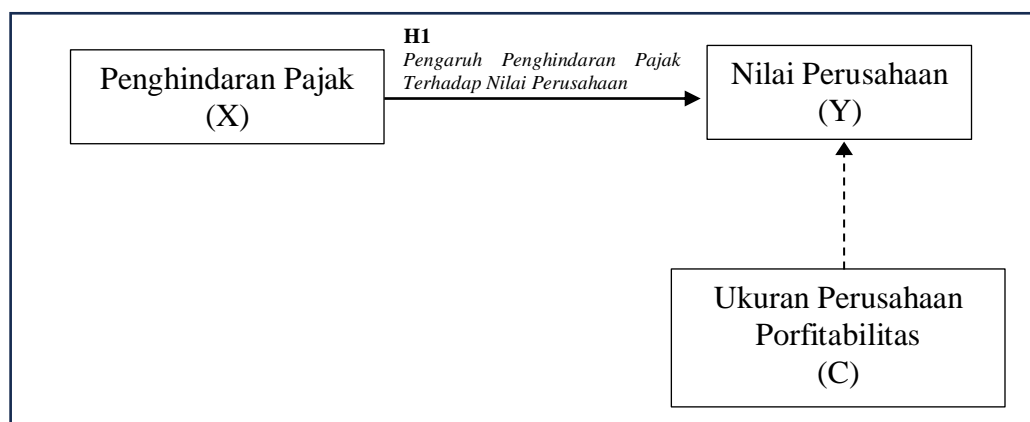 Penghindaran Pajak
(X)
H1
Pengaruh Penghindaran Pajak
Terhadap Nilai Perusahaan
Nilai Perusahaan
(Y)
Ukuran Perusahaan
Porfitabilitas
(C)